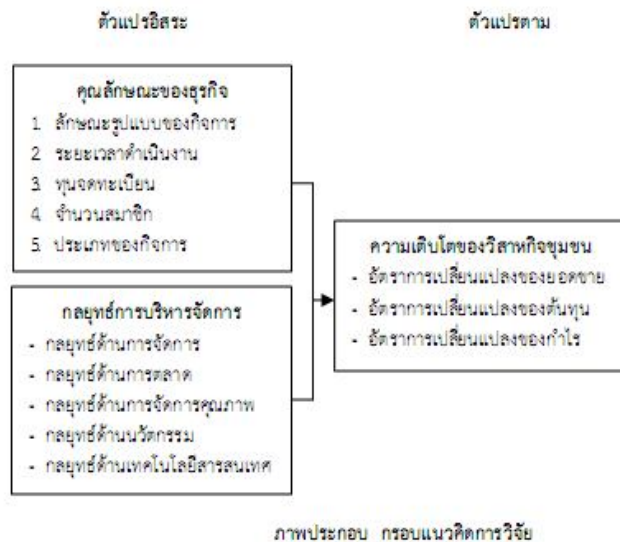 ตัวแปรอิสระ
ตัวแปรตาม
คุณลักษณะของธุรกิจ
1. ลักษณะรูปแบบของกิจการ
2. ระยะเวลาดำเนินงาน
3. ทุนจดทะเบียน
4. จำนวนสมาชิก
5. ประเภทของกิจการ
กลยุทธ์การบริหารจัดการ
- กลยุทธ์ด้านการจัดการ
- กลยุทธ์ด้านการตลาด
- กลยุทธ์ด้านการจัดการคุณภาพ
- กลยุทธ์ด้านนวัตกรรม
- กลยุทธ์ด้านเทคโนโลยีสารสนเทศ
ความเติบโตของวิสาหกิจชุมชน
- อัตราการเปลี่ยนแปลงของยอดขาย
- อัตราการเปลี่ยนแปลงของต้นทุน
- อัตราการเปลี่ยนแปลงของกำไร
ภาพประกอบ กรอบแนวคิดการวิจัย